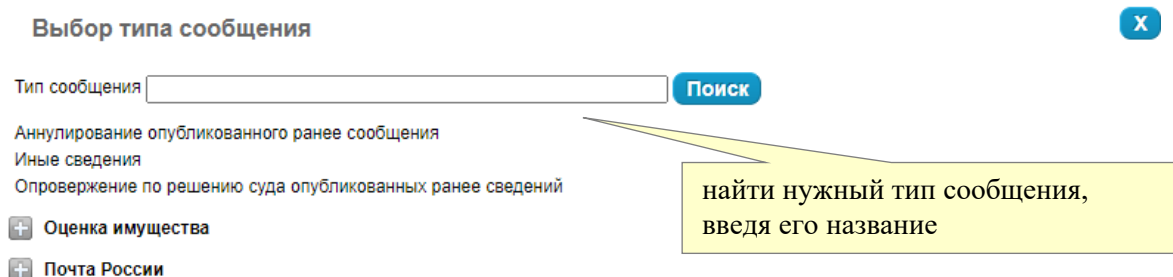 Выбор типа сообщения
X
Тип сообщения
Поиск
Аннулирование опубликованного ранее сообщения
Иные сведения
Опровержение по решению суда опубликованных ранее сведений
найти нужный тип сообщения,
введя его название
Оценка имущества
Почта России